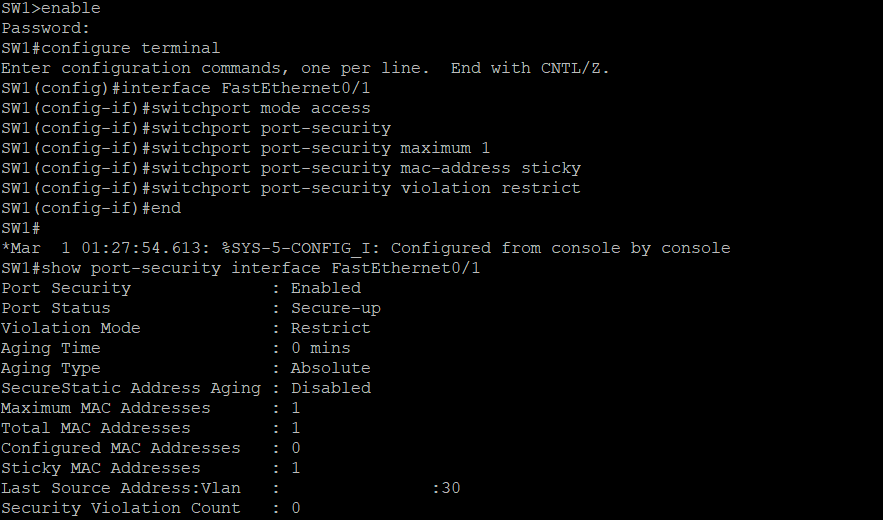 SW1>enable
Password:
SW1#configure terminal
Enter configuration commands, one per line.  End with CNTL/Z.
SW1(config)#interface FastEthernet0/1
SW1(config-if)#switchport mode access
SW1(config-if)#switchport port-security
SW1(config-if)#switchport port-security maximum 1
SW1(config-if)#switchport port-security mac-address sticky
SW1(config-if)#switchport port-security violation restrict
SW1(config-if)#end
SW1#
*Mar  1 01:27:54.613: %SYS-5-CONFIG_I: Configured from console by console
SW1#show port-security interface FastEthernet0/1
Port Security              : Enabled
Port Status                : Secure-up
Violation Mode             : Restrict
Aging Time                 : 0 mins
Aging Type                 : Absolute
SecureStatic Address Aging : Disabled
Maximum MAC Addresses      : 1
Total MAC Addresses        : 1
Configured MAC Addresses   : 0
Sticky MAC Addresses       : 1
Last Source Address:Vlan   :                :30
Security Violation Count   : 0